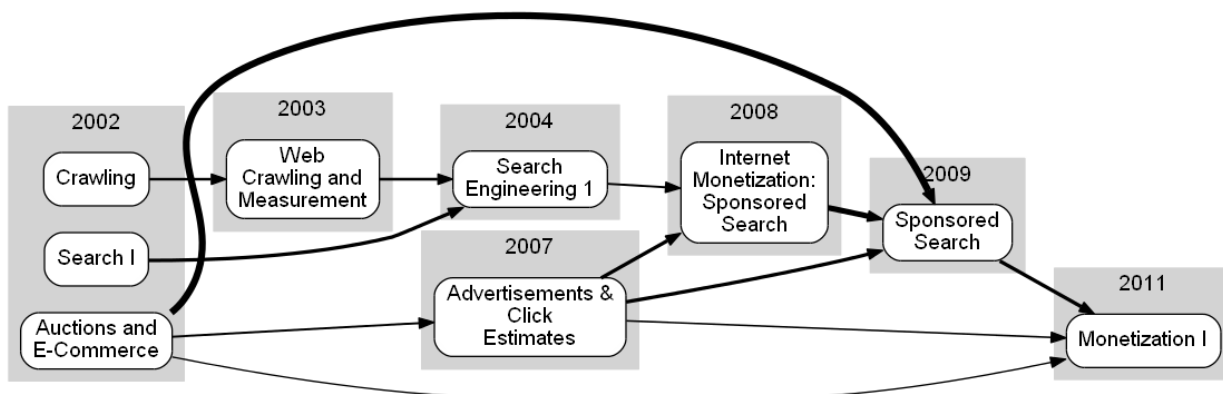 2002
Crawling
Search I
Auctions and
E-Commerce
2003
Web
Crawling and
Measurement
2004
Search
Engineering 1
2007
Advertisements &
Click
Estimates
2008
Internet
Monetization:
Sponsored
Search
2009
Sponsored
Search
2011
Monetization I